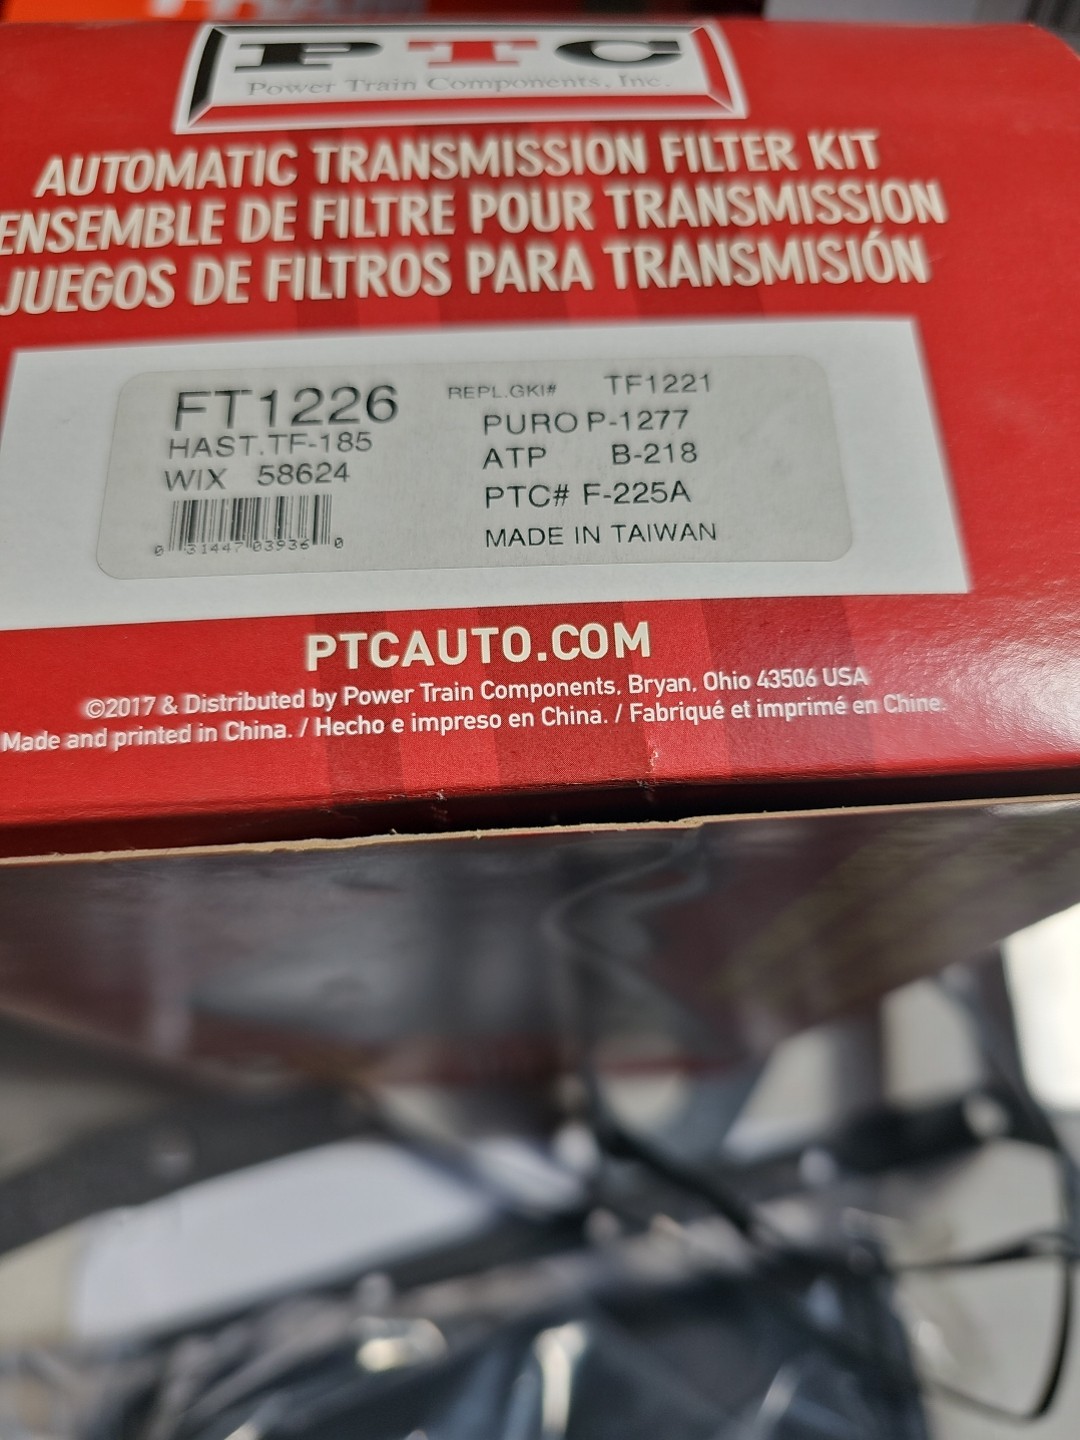 PTC
Power Train Components, Inc.
AUTOMATIC TRANSMISSION FILTER KIT
ENSEMBLE DE FILTRE POUR TRANSMISSION
JUEGOS DE FILTROS PARA TRANSMISIÓN
FT1226
HAST.TF-185
WIX 58624
0 31447 03936 0
REPL.GKI# TF1221
PURO P-1277
ATP B-218
PTC# F-225A
MADE IN TAIWAN
PTCAUTO.COM
©2017 & Distributed by Power Train Components, Bryan, Ohio 43506 USA
Made and printed in China. / Hecho e impreso en China. / Fabriqué et imprimé en Chine.